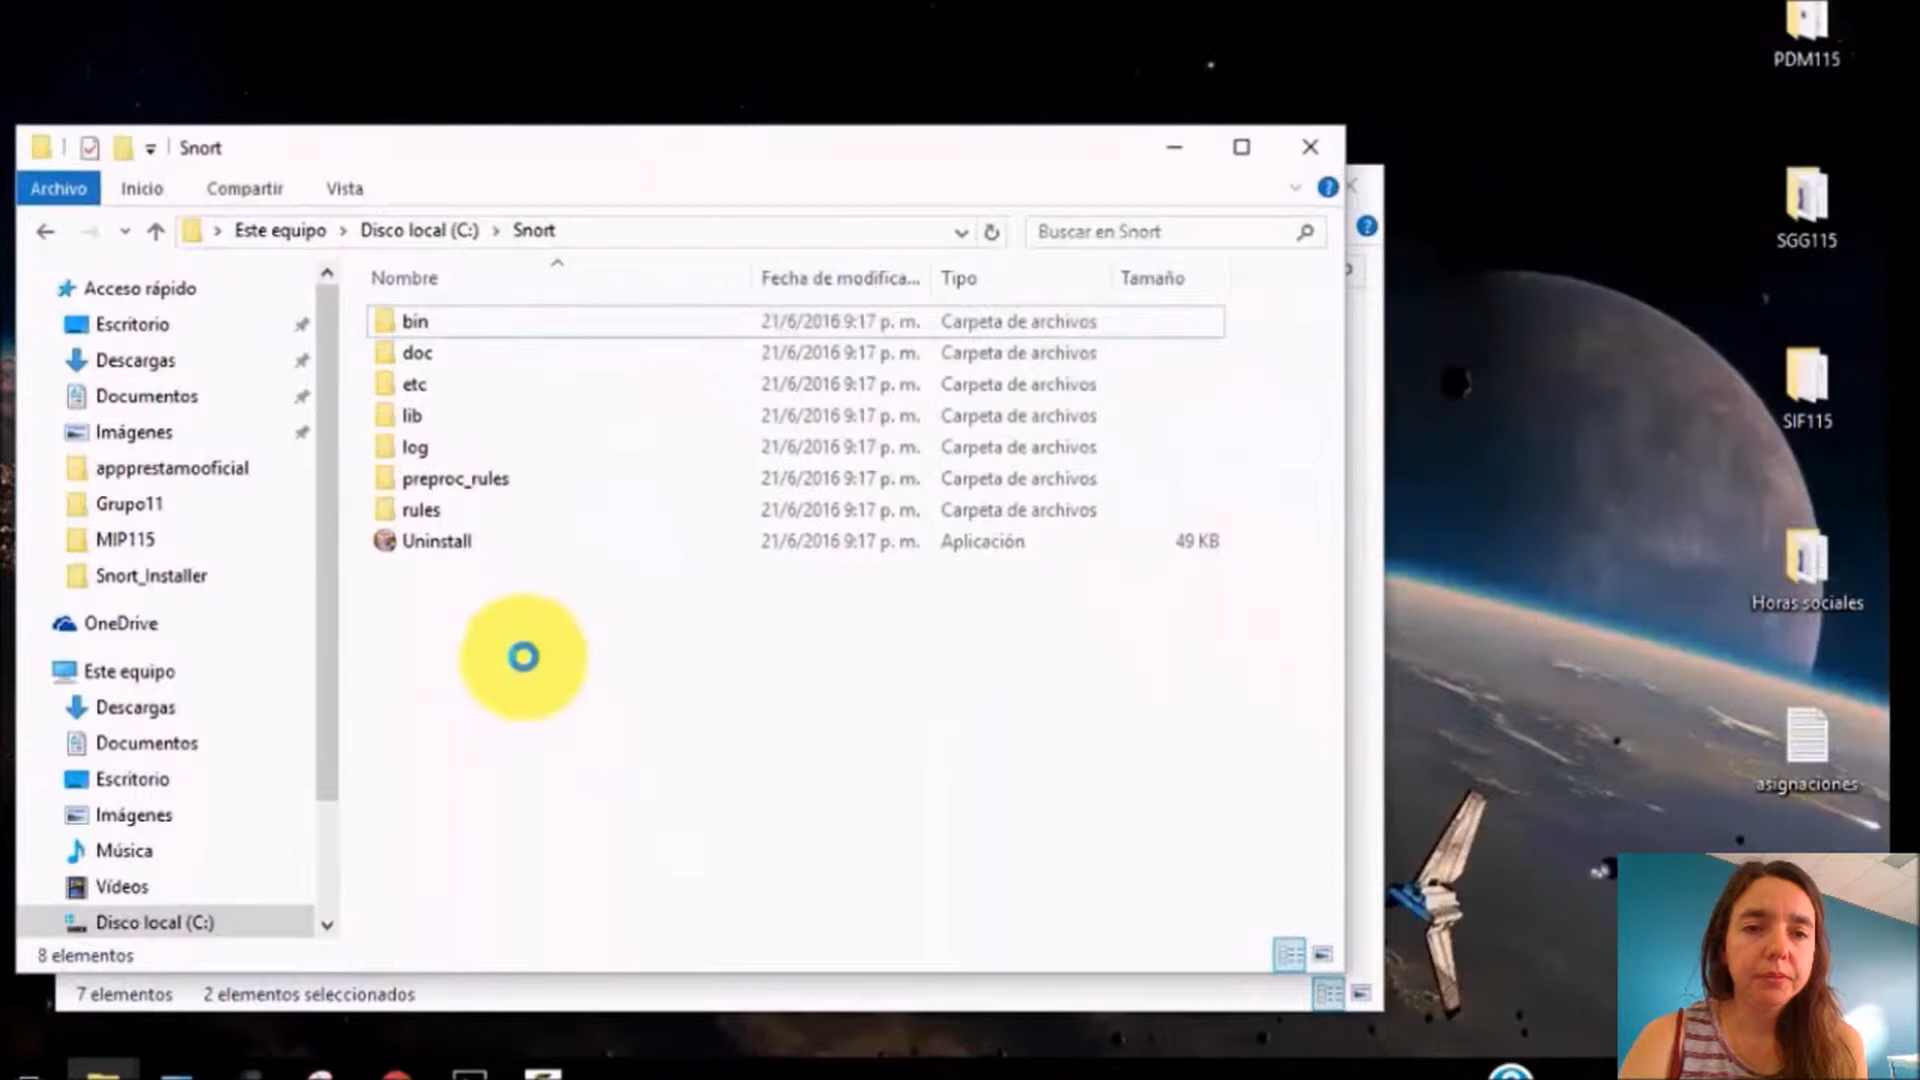 PDM115
Snort
Archivo Inicio Compartir Vista
Este equipo Disco local (C:) Snort
Buscar en Snort
SGG115
Nombre Fecha de modifica... Tipo Tamaño
Acceso rápido
Escritorio
Descargas
Documentos
Imágenes
appprestamooficial
Grupo11
MIP115
Snort_Installer
OneDrive
Este equipo
Descargas
Documentos
Escritorio
Imágenes
Música
Vídeos
Disco local (C:)
bin 21/6/2016 9:17 p. m. Carpeta de archivos
doc 21/6/2016 9:17 p. m. Carpeta de archivos
etc 21/6/2016 9:17 p. m. Carpeta de archivos
lib 21/6/2016 9:17 p. m. Carpeta de archivos
log 21/6/2016 9:17 p. m. Carpeta de archivos
preproc_rules 21/6/2016 9:17 p. m. Carpeta de archivos
rules 21/6/2016 9:17 p. m. Carpeta de archivos
Uninstall 21/6/2016 9:17 p. m. Aplicación 49 KB
SIF115
Horas sociales
asignaciones
8 elementos
7 elementos 2 elementos seleccionados